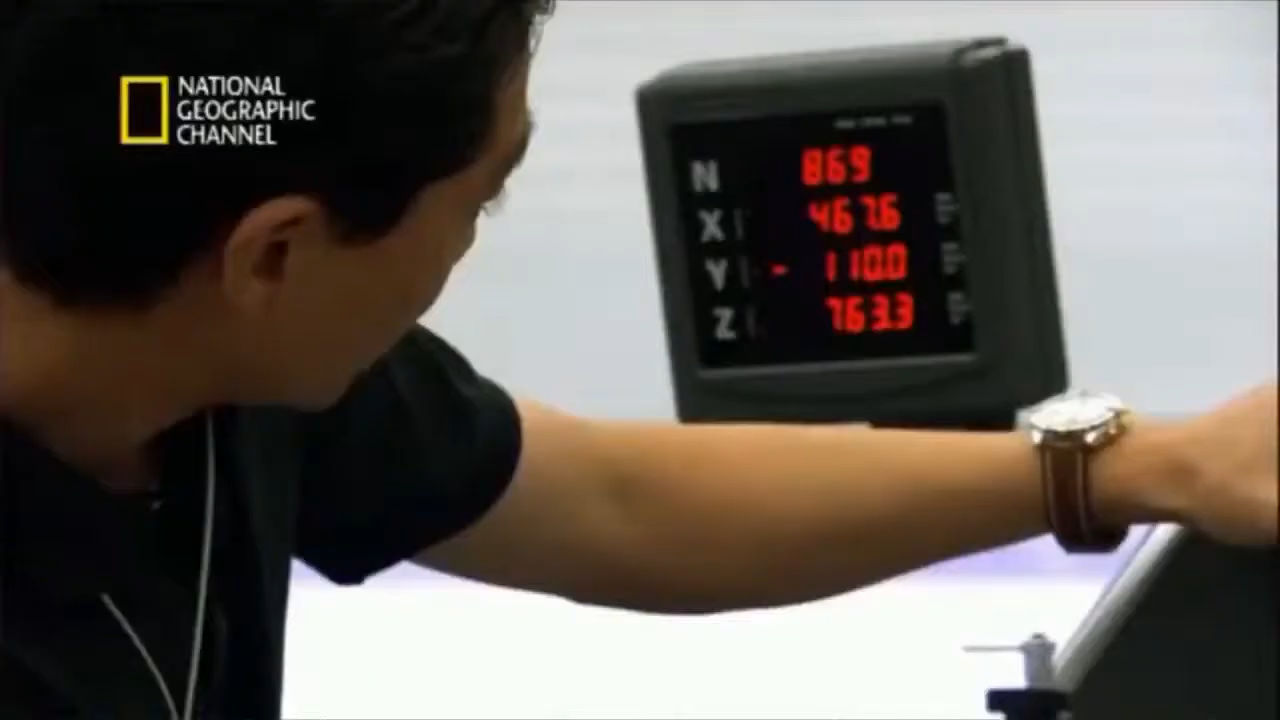 NATIONAL
GEOGRAPHIC
CHANNEL
N 869
X 467.6
Y - 110.0
Z 763.3